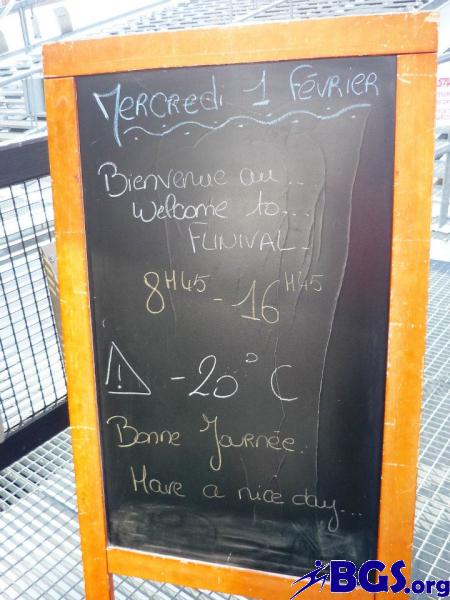 Mercredi 1 Février
Bienvenue au...
Welcome to...
FUNIVAL.
8H45 - 16H45
! -20°C
Bonne Journée.
Have a nice day...
BGS.org